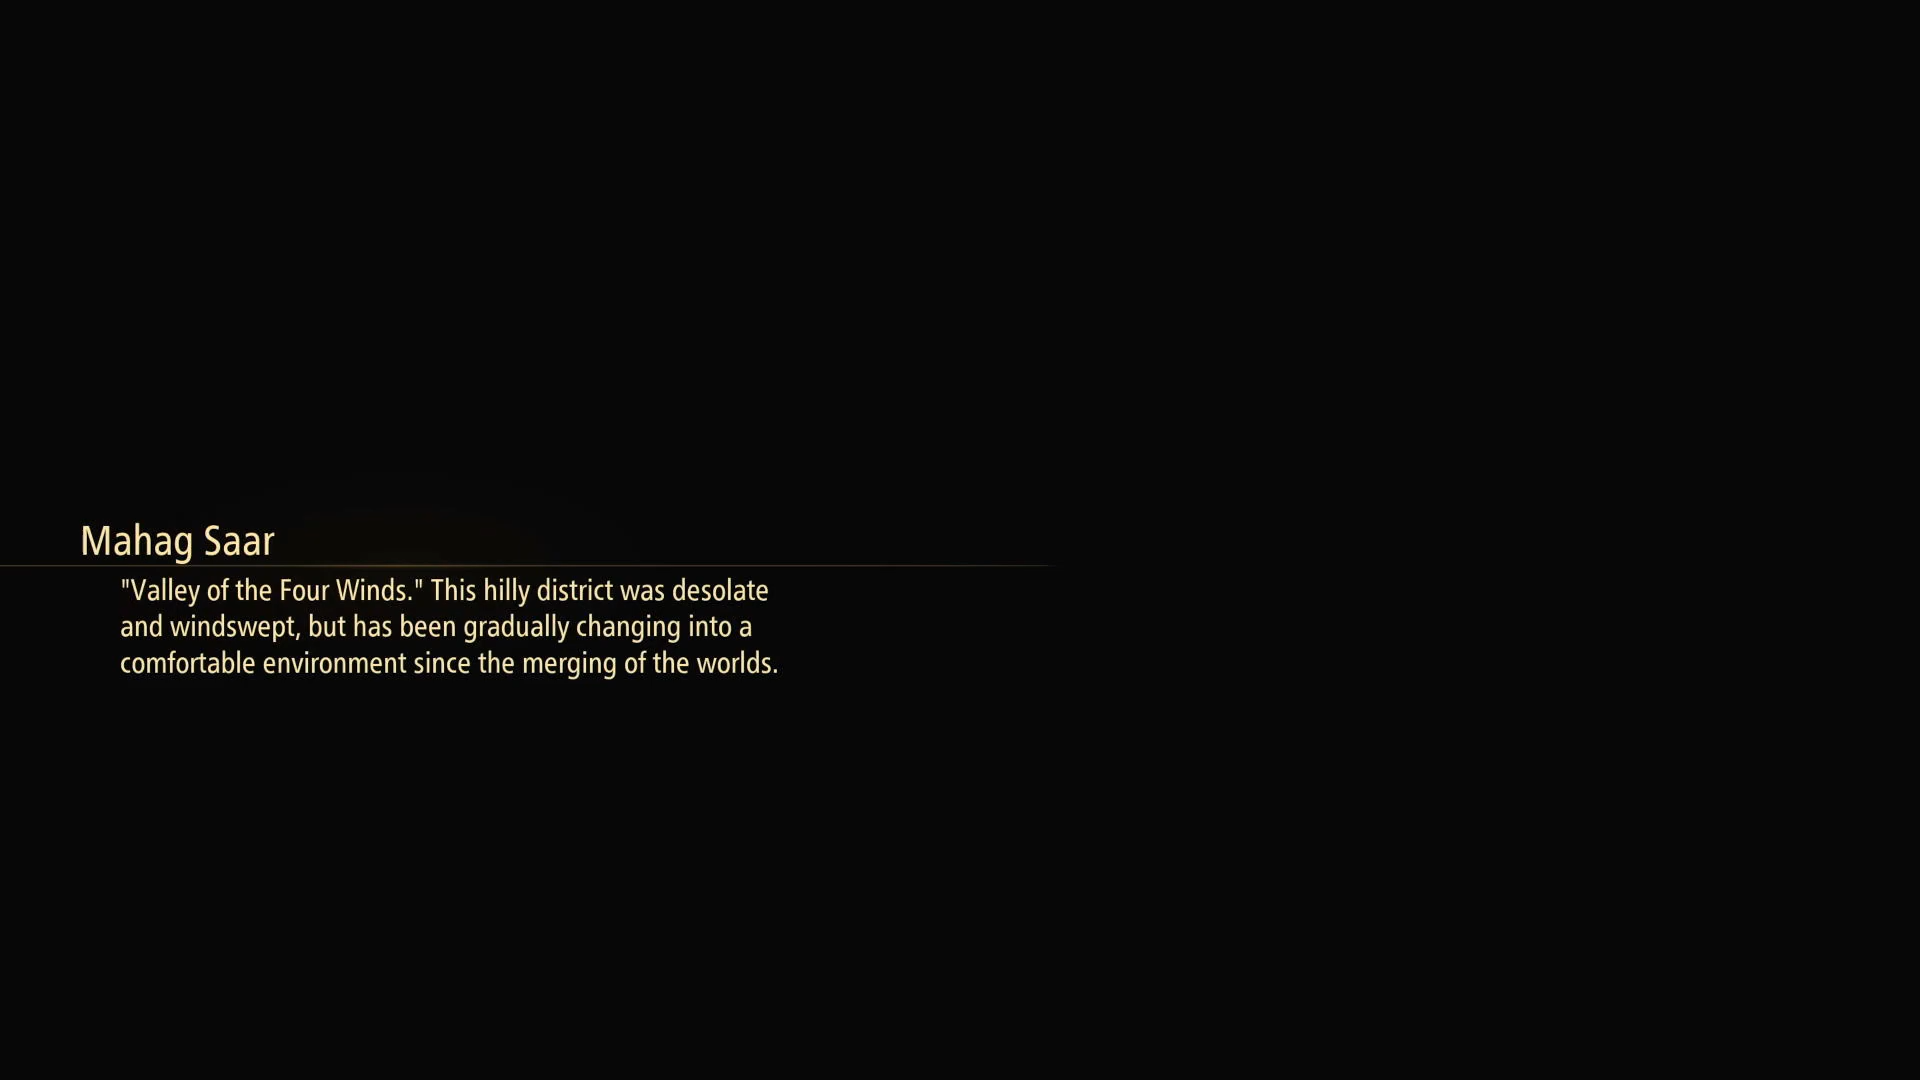 Mahag Saar
"Valley of the Four Winds." This hilly district was desolate
and windswept, but has been gradually changing into a
comfortable environment since the merging of the worlds.